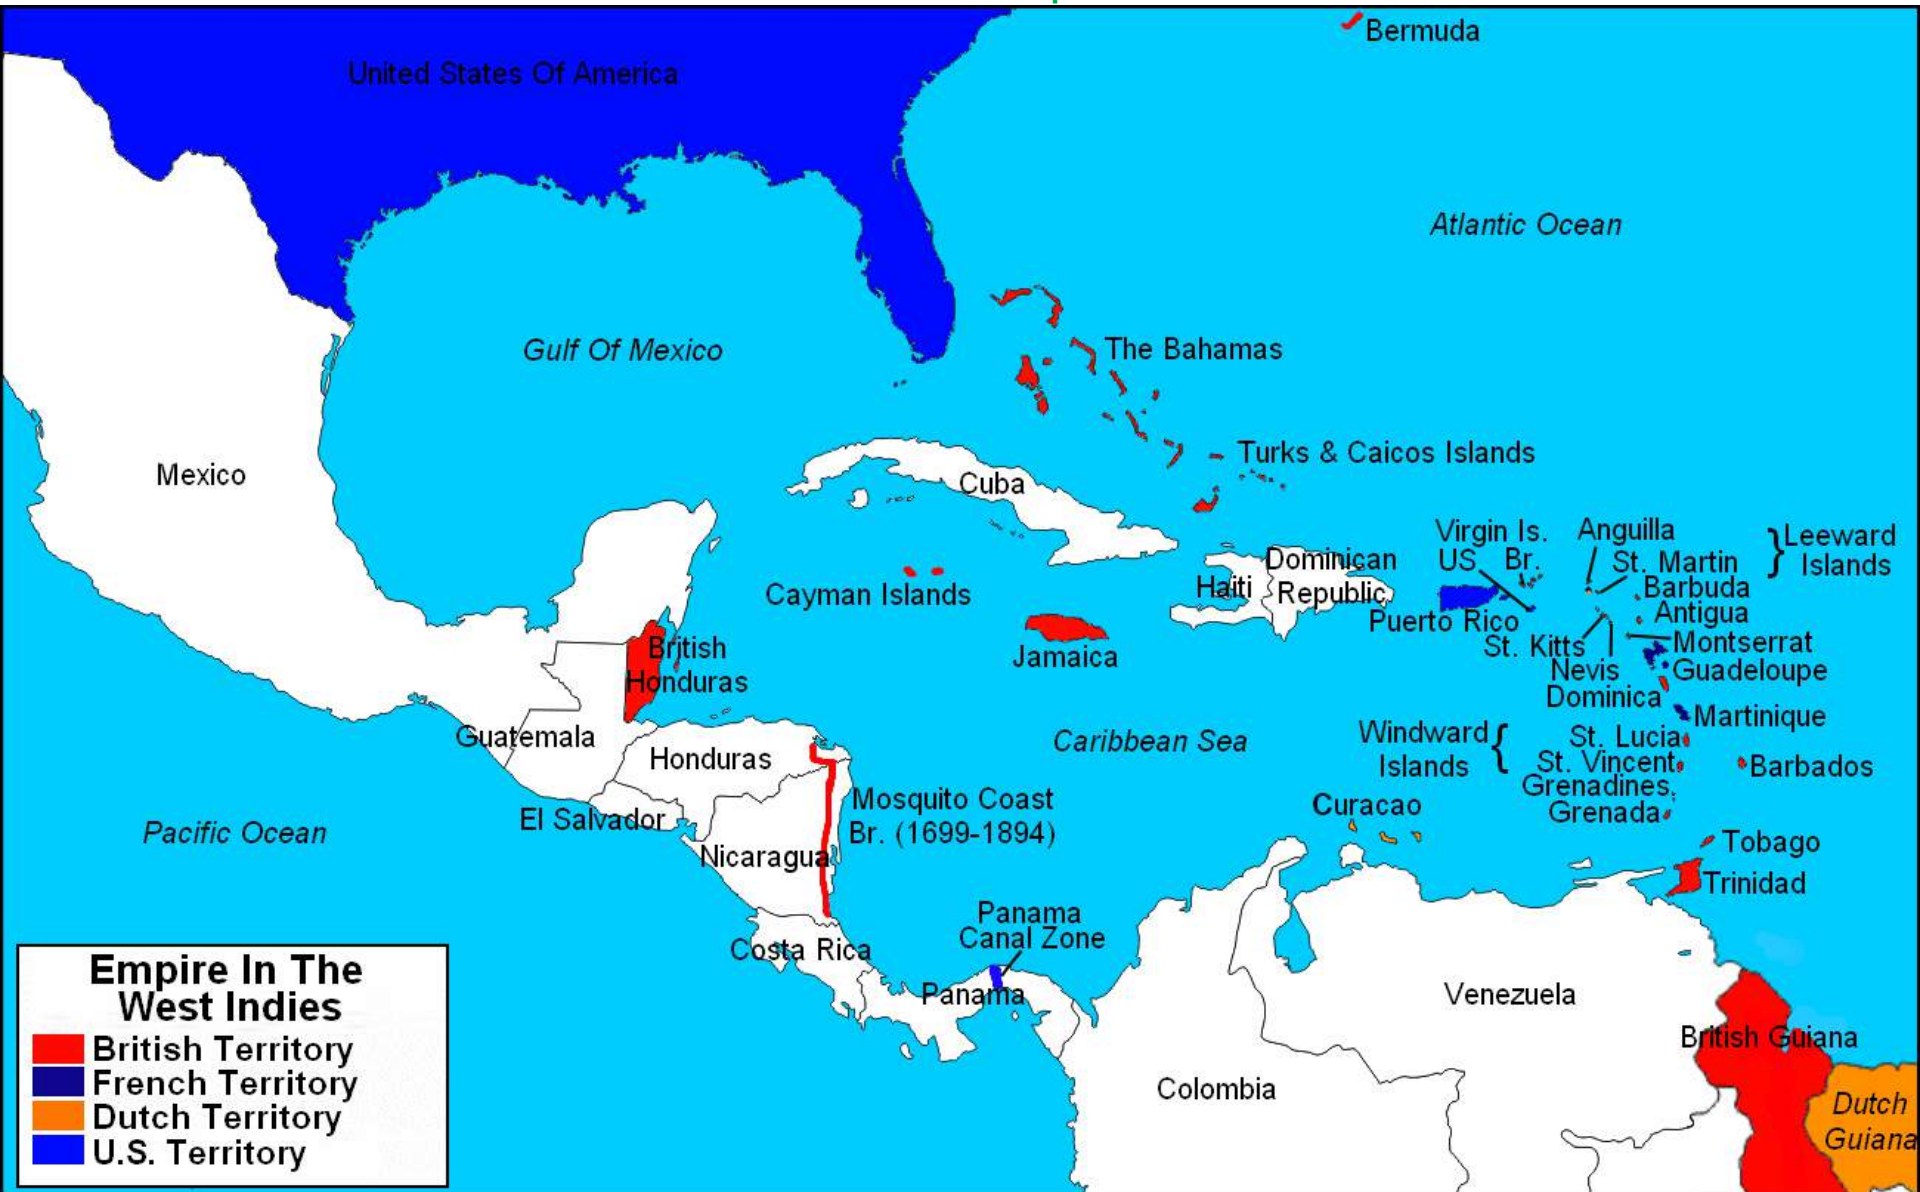 Bermuda
United States Of America
Atlantic Ocean
Gulf Of Mexico
The Bahamas
Turks & Caicos Islands
Mexico
Cuba
Virgin Is.
US
Br.
Anguilla
St. Martin
Barbuda
Antigua
}Leeward
Islands
Dominican
Republic
Haiti
Cayman Islands
Puerto Rico
St. Kitts
Nevis
Montserrat
Guadeloupe
Dominica
Martinique
British
Honduras
Jamaica
Guatemala
Honduras
Caribbean Sea
Windward {
Islands
St. Lucia
St. Vincent
Grenadines
Grenada
Barbados
El Salvador
Mosquito Coast
Br. (1699-1894)
Curacao
Pacific Ocean
Nicaragua
Tobago
Trinidad
Panama
Canal Zone
Costa Rica
Panama
Venezuela
British Guiana
Colombia
Dutch
Guiana
Empire In The
West Indies
British Territory
French Territory
Dutch Territory
U.S. Territory